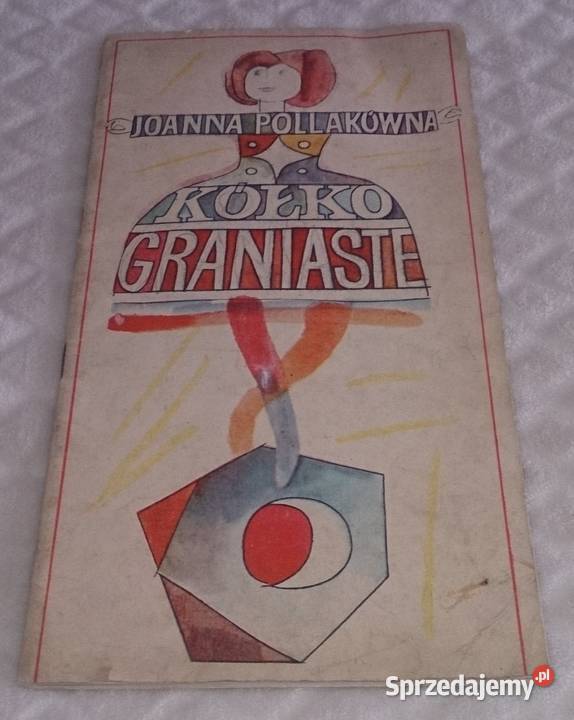 JOANNA POLLAKÓWNA
KÓŁKO
GRANIASTE
Sprzedajemy.pl